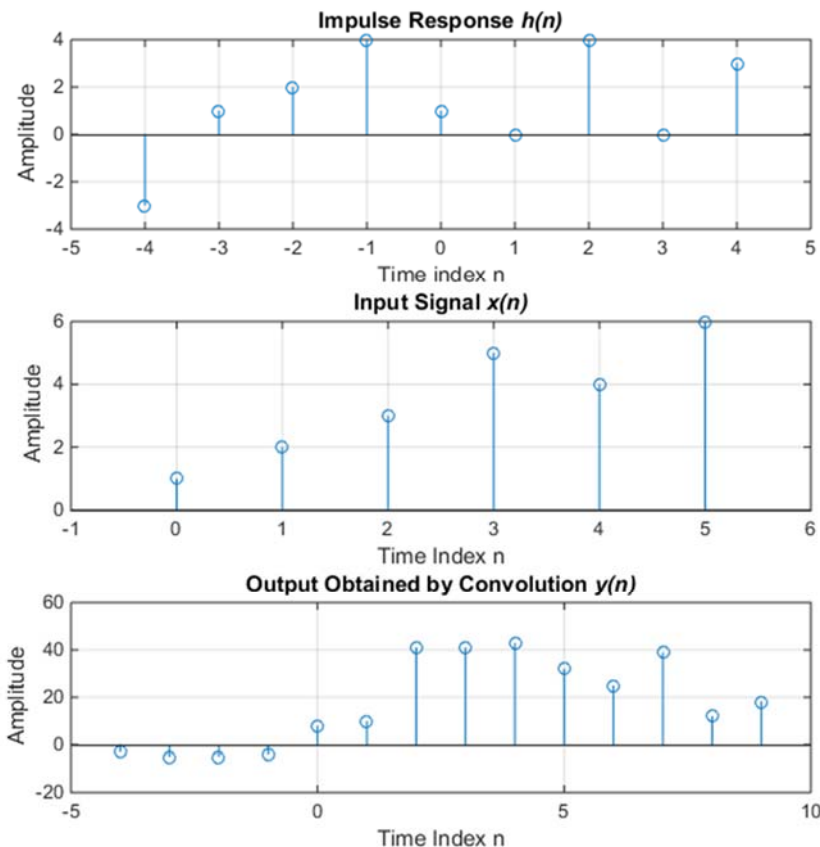 Impulse Response h(n)
4
2
0
-2
-4
Amplitude
-5 -4 -3 -2 -1 0 1 2 3 4 5
Time index n
Input Signal x(n)
6
4
2
0
Amplitude
-1 0 1 2 3 4 5 6
Time Index n
Output Obtained by Convolution y(n)
60
40
20
0
-20
Amplitude
-5 0 5 10
Time Index n